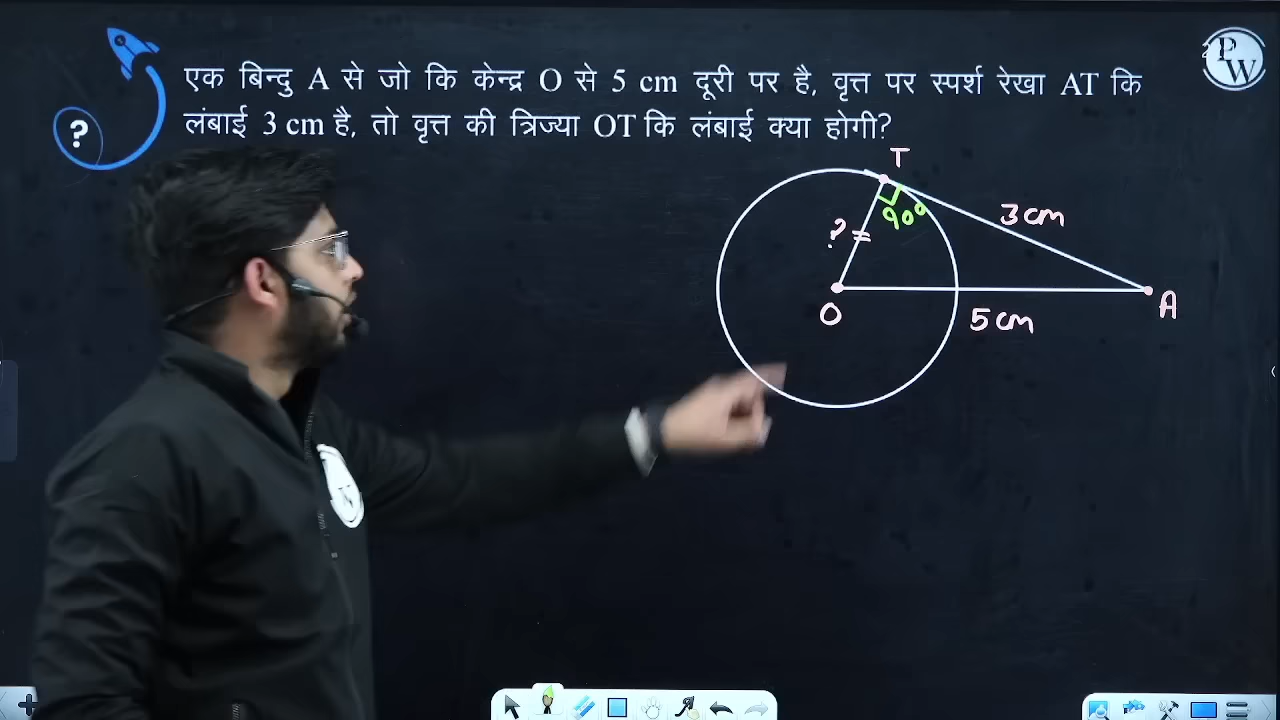 एक बिन्दु A से जो कि केन्द्र O से 5 cm दूरी पर है, वृत्त पर स्पर्श रेखा AT कि
लंबाई 3 cm है, तो वृत्त की त्रिज्या OT कि लंबाई क्या होगी?
?
PW
T
90°
3 cm
? =
O
5 cm
A